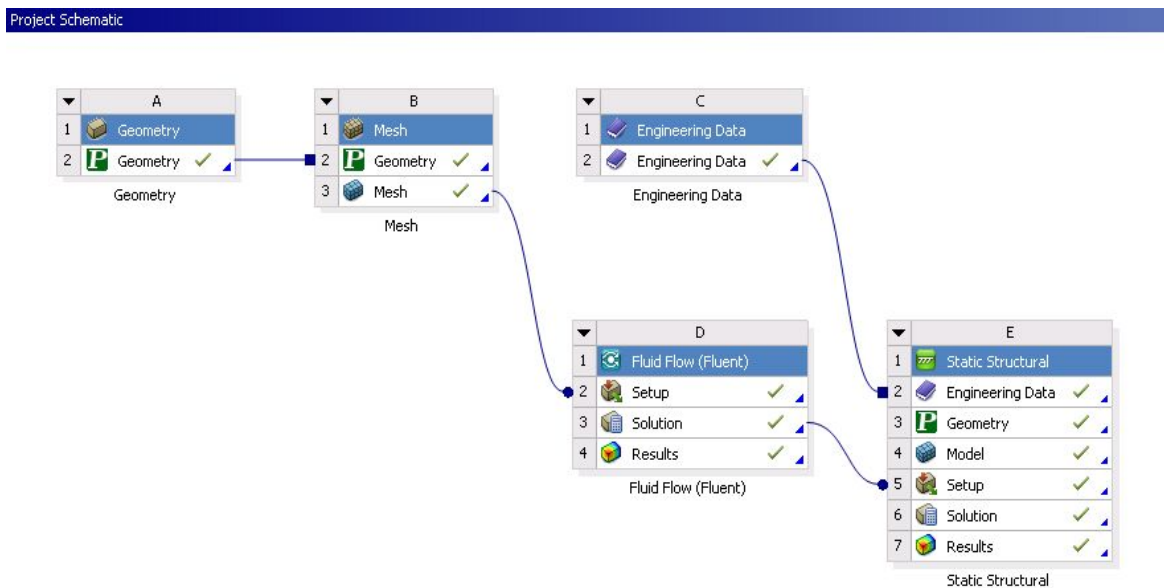 Project Schematic
A
1 Geometry
2 P Geometry
Geometry
B
1 Mesh
2 P Geometry
3 Mesh
Mesh
C
1 Engineering Data
2 Engineering Data
Engineering Data
D
1 Fluid Flow (Fluent)
2 Setup
3 Solution
4 Results
Fluid Flow (Fluent)
E
1 Static Structural
2 Engineering Data
3 P Geometry
4 Model
5 Setup
6 Solution
7 Results
Static Structural